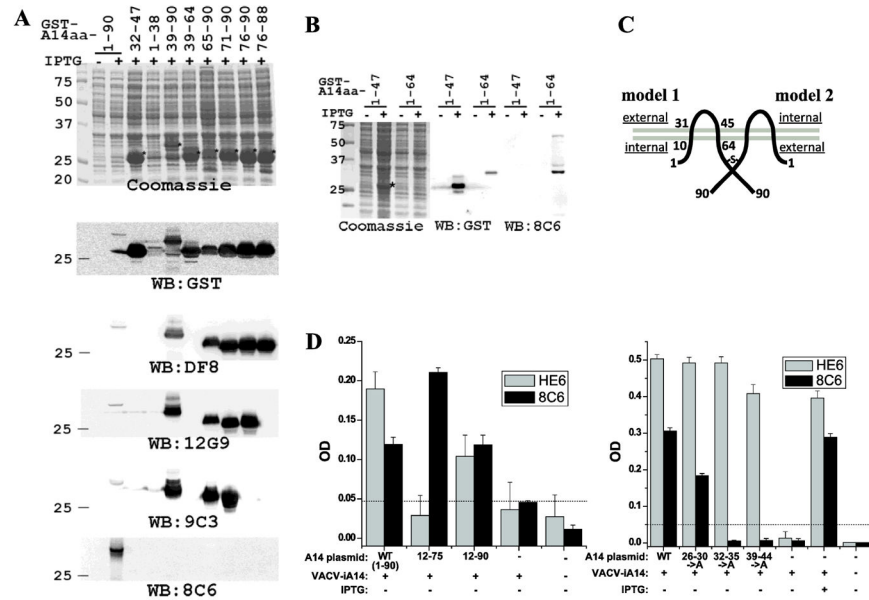 A
GST-
A14aa-
1-90
32-47
1-38
39-90
39-64
65-90
71-90
76-90
76-88
IPTG - + + + + + + + + +
75
50
37
25
20
Coomassie
25
WB:GST
25
WB:DF8
25
WB:12G9
25
WB:9C3
25
WB:8C6
B
GST-
A14aa-
1-47 1-64 1-47 1-64 1-47 1-64
IPTG - + - + - + - + - + - +
75
50
37
25
*
Coomassie WB:GST WB:8C6
C
model 1 model 2
external 31 45 internal
internal 10 64 external
1 -S- 1
90 90
D
0.25
0.20
0.15
0.10
0.05
0.00
OD
HE6
8C6
A14 plasmid: WT (1-90) 12-75 12-90 - -
VACV-iA14: + + + + -
IPTG: - - - - -
0.5
0.4
0.3
0.2
0.1
0.0
OD
HE6
8C6
A14 plasmid: WT 26-30 ->A 32-35 ->A 39-44 ->A - - -
VACV-iA14: + + + + + + -
IPTG: - - - - - + -